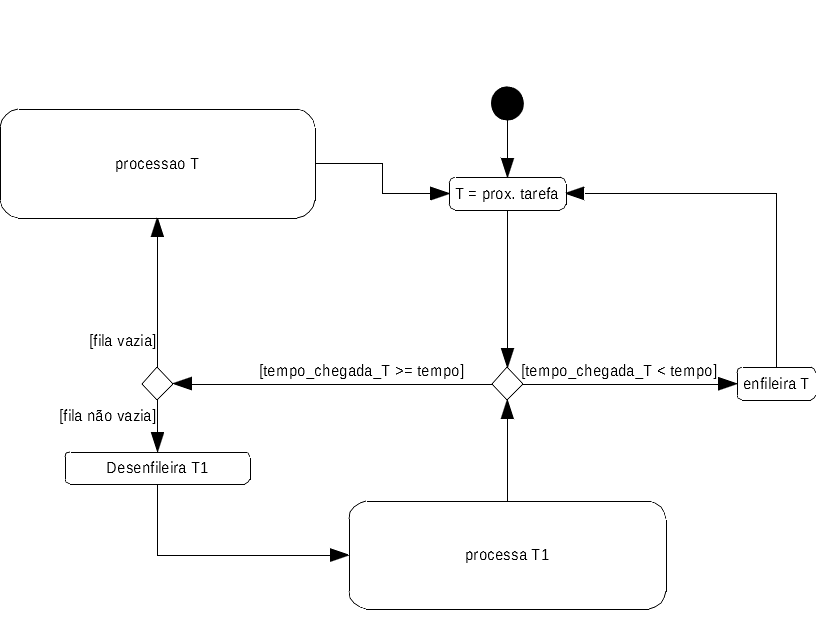 processao T
T = prox. tarefa
[fila vazia]
[tempo_chegada_T >= tempo]
[tempo_chegada_T < tempo]
enfileira T
[fila não vazia]
Desenfileira T1
processa T1